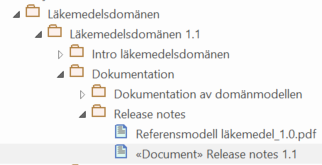 Läkemedelsdomänen
Läkemedelsdomänen 1.1
Intro läkemedelsdomänen
Dokumentation
Dokumentation av domänmodellen
Release notes
Referensmodell läkemedel_1.0.pdf
«Document» Release notes 1.1